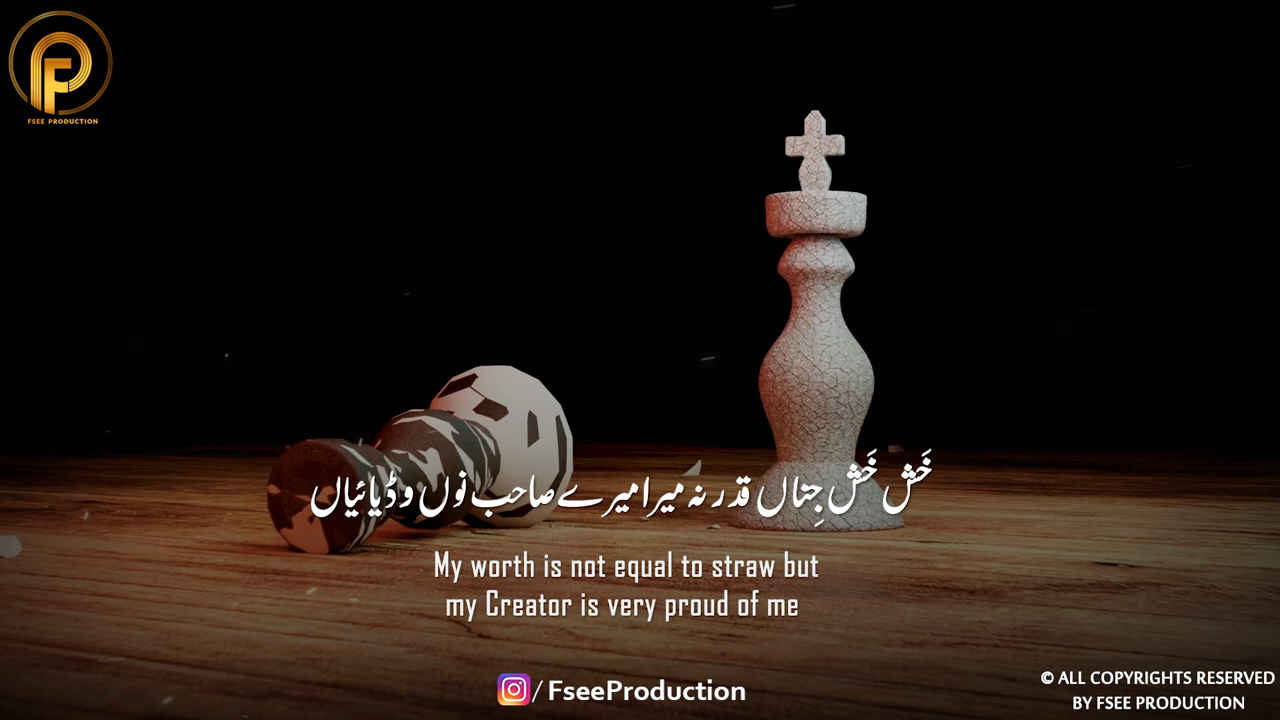 FSEE PRODUCTION
خَش خَش جِتاں قدر نہ میرا میرے صاحب نوں وڈیائیاں
My worth is not equal to straw but
my Creator is very proud of me
/ FseeProduction
© ALL COPYRIGHTS RESERVED
BY FSEE PRODUCTION